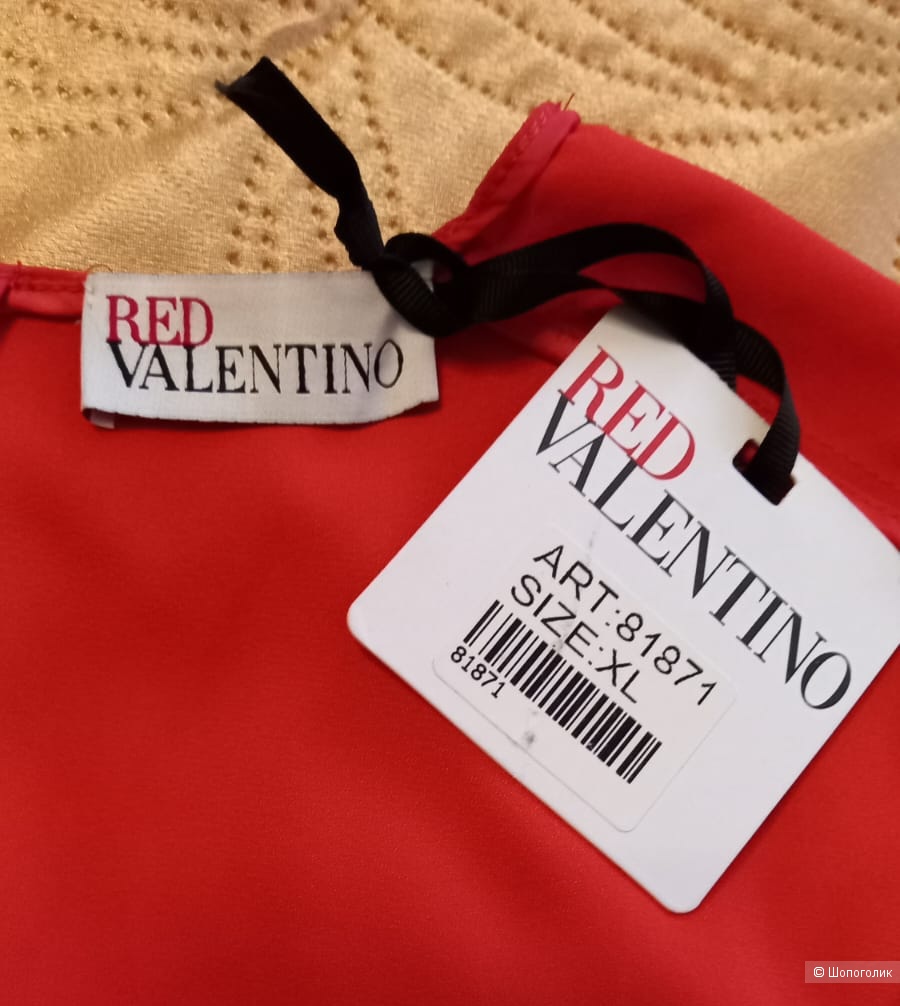 RED
VALENTINO
RED
VALENTINO
ART:81871
SIZE:XL
81871
© Шопоголик